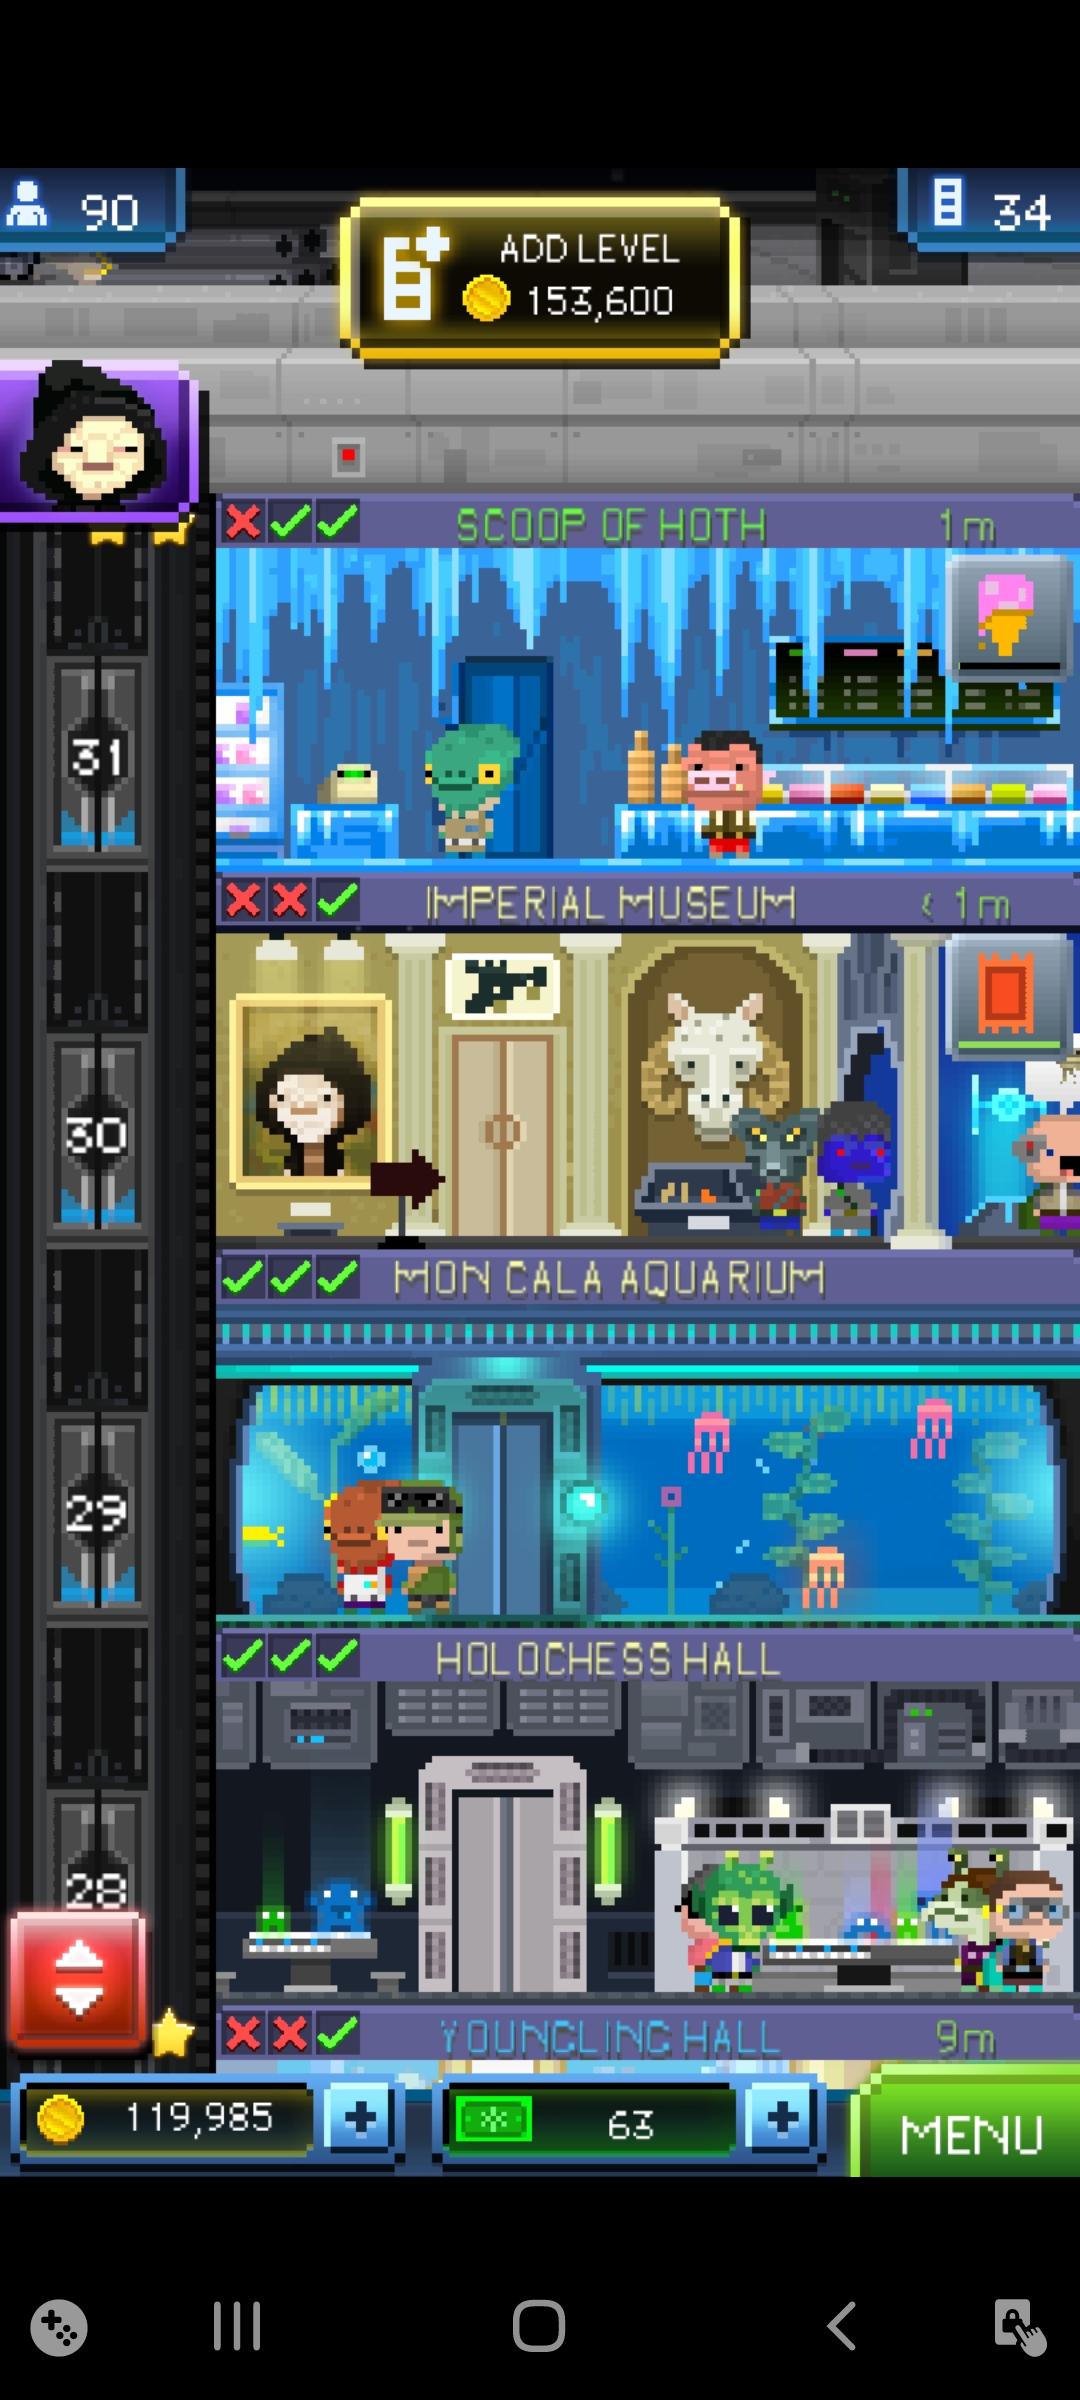 90
ADD LEVEL
153,600
34
SCOOP OF HOTH 1m
31
IMPERIAL MUSEUM < 1m
30
MON CALA AQUARIUM
29
HOLOCHESS HALL
28
YOUNGLING HALL 9m
119,985
63
MENU